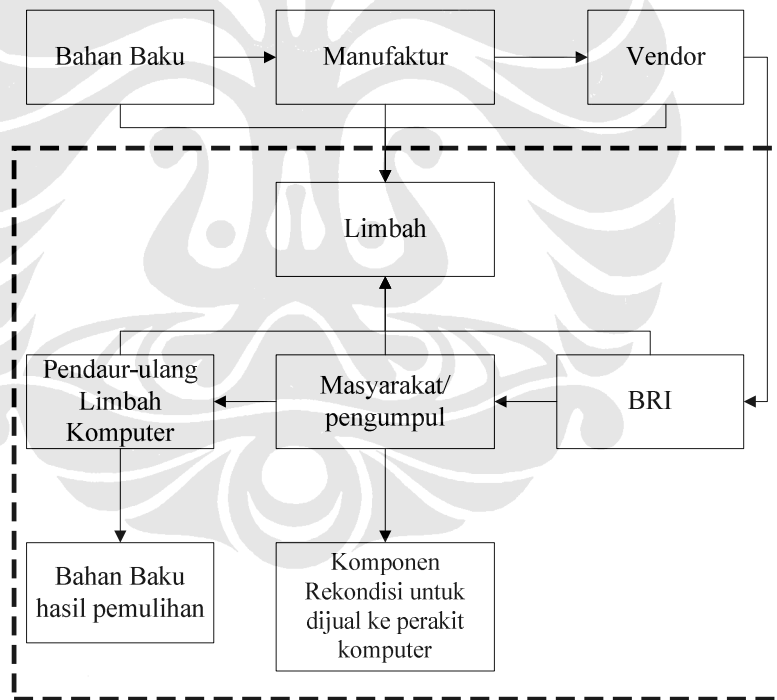 Bahan Baku
Manufaktur
Vendor
Limbah
Pendaur-ulang
Limbah
Komputer
Masyarakat/
pengumpul
BRI
Bahan Baku
hasil pemulihan
Komponen
Rekondisi untuk
dijual ke perakit
komputer